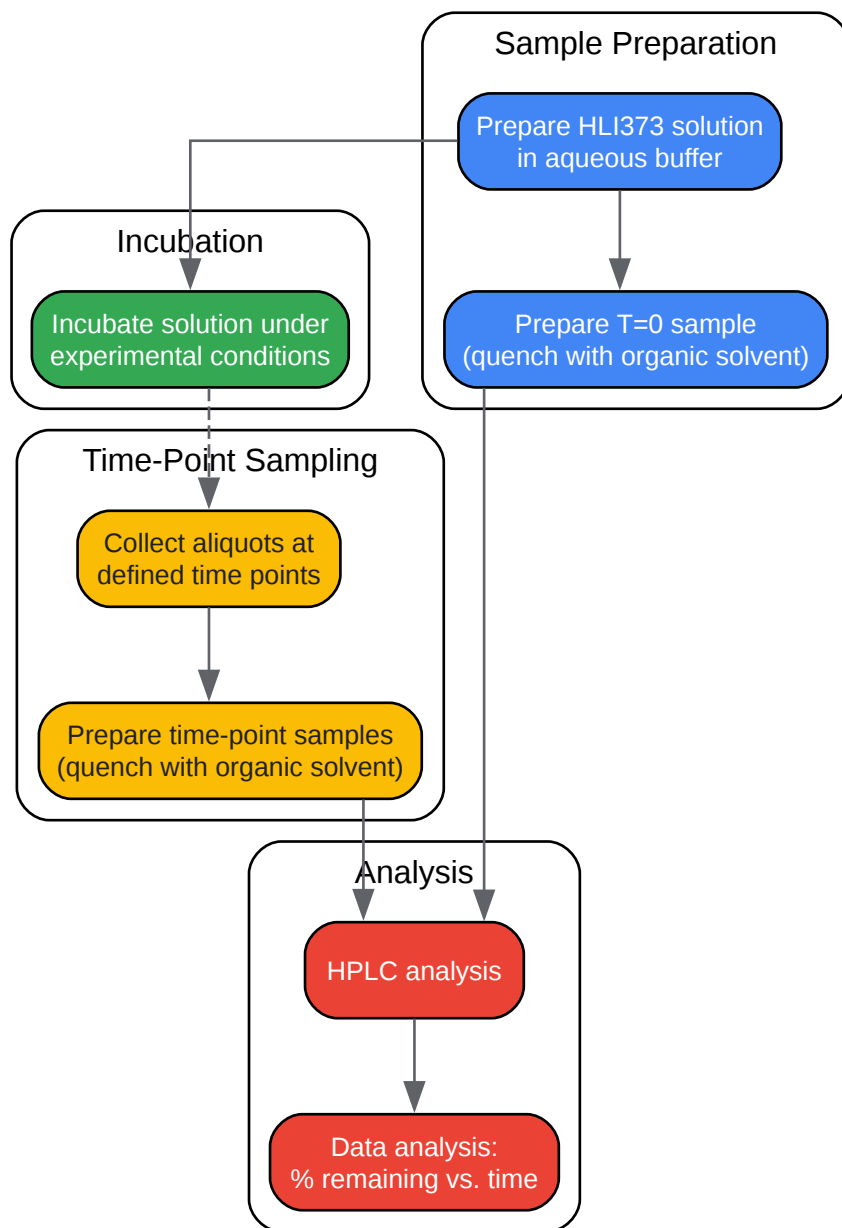 Sample Preparation
Prepare HLI373 solution
in aqueous buffer
Incubation
Incubate solution under
experimental conditions
Prepare T=0 sample
(quench with organic solvent)
Time-Point Sampling
Collect aliquots at
defined time points
Prepare time-point samples
(quench with organic solvent)
Analysis
HPLC analysis
Data analysis:
% remaining vs. time